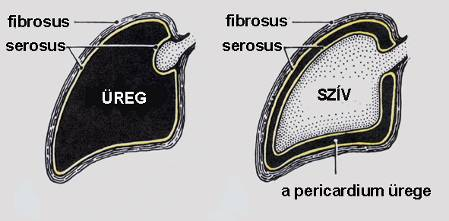 fibrosus
serosus
ÜREG
fibrosus
serosus
SZÍV
a pericardium ürege